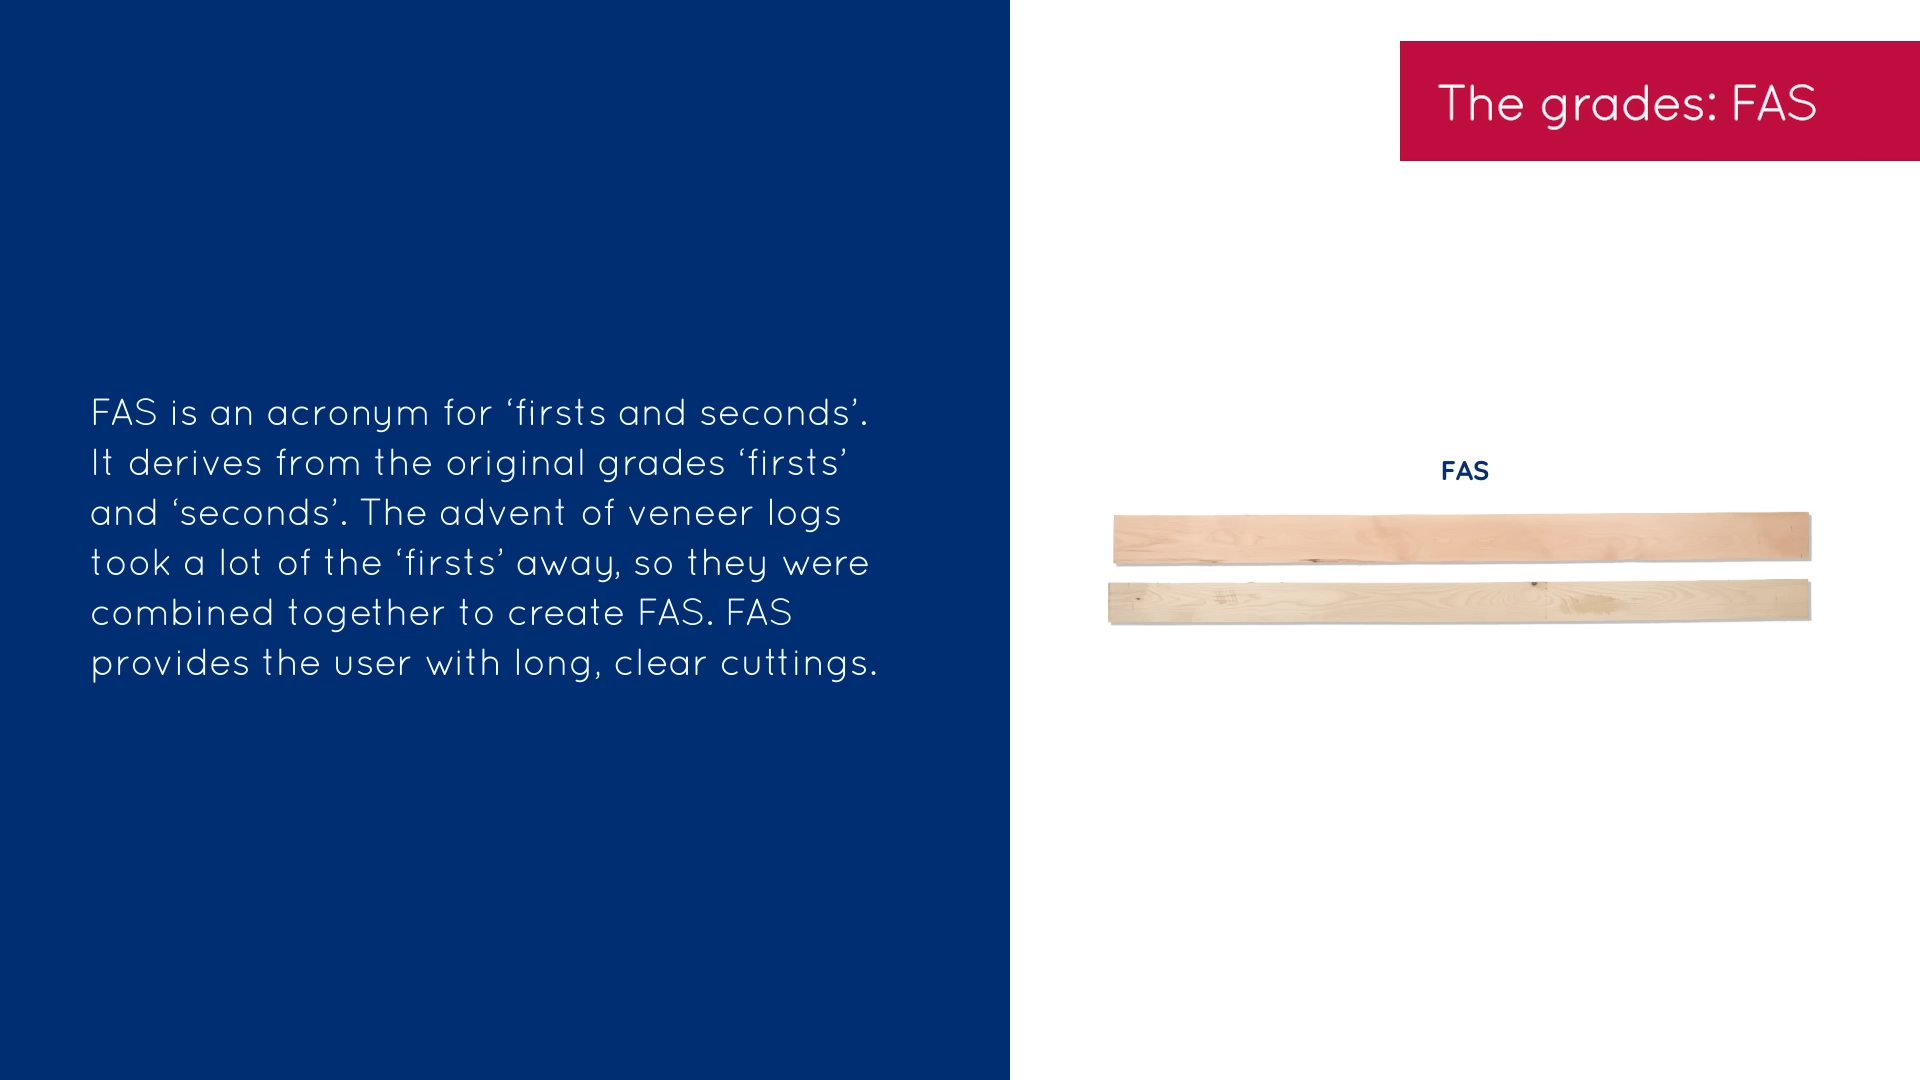 The grades: FAS
FAS is an acronym for ‘firsts and seconds’.
It derives from the original grades ‘firsts’
and ‘seconds’. The advent of veneer logs
took a lot of the ‘firsts’ away, so they were
combined together to create FAS. FAS
provides the user with long, clear cuttings.
FAS